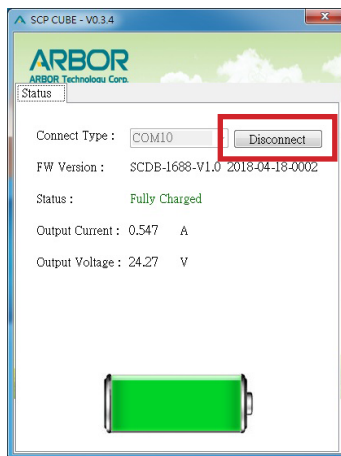 SCP CUBE - V0.3.4
ARBOR
ARBOR Technology Corp.
Status
Connect Type : COM10 Disconnect
FW Version : SCDB-1688-V1.0 2018-04-18-0002
Status : Fully Charged
Output Current : 0.547 A
Output Voltage : 24.27 V